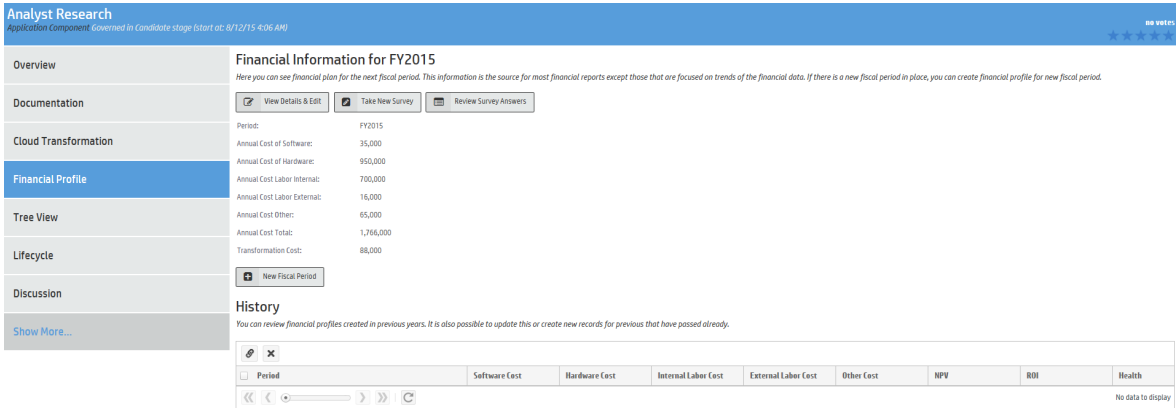 Analyst Research
Application Component Governed in Candidate stage (start at: 8/12/15 4:06 AM)
no votes
Overview
Documentation
Cloud Transformation
Financial Profile
Tree View
Lifecycle
Discussion
Show More...
Financial Information for FY2015
Here you can see financial plan for the next fiscal period. This information is the source for most financial reports except those that are focused on trends of the financial data. If there is a new fiscal period in place, you can create financial profile for new fiscal period.
View Details & Edit Take New Survey Review Survey Answers
Period: FY2015
Annual Cost of Software: 35,000
Annual Cost of Hardware: 950,000
Annual Cost Labor Internal: 700,000
Annual Cost Labor External: 16,000
Annual Cost Other: 65,000
Annual Cost Total: 1,766,000
Transformation Cost: 88,000
New Fiscal Period
History
You can review financial profiles created in previous years. It is also possible to update this or create new records for previous that have passed already.
Period Software Cost Hardware Cost Internal Labor Cost External Labor Cost Other Cost NPV ROI Health
No data to display